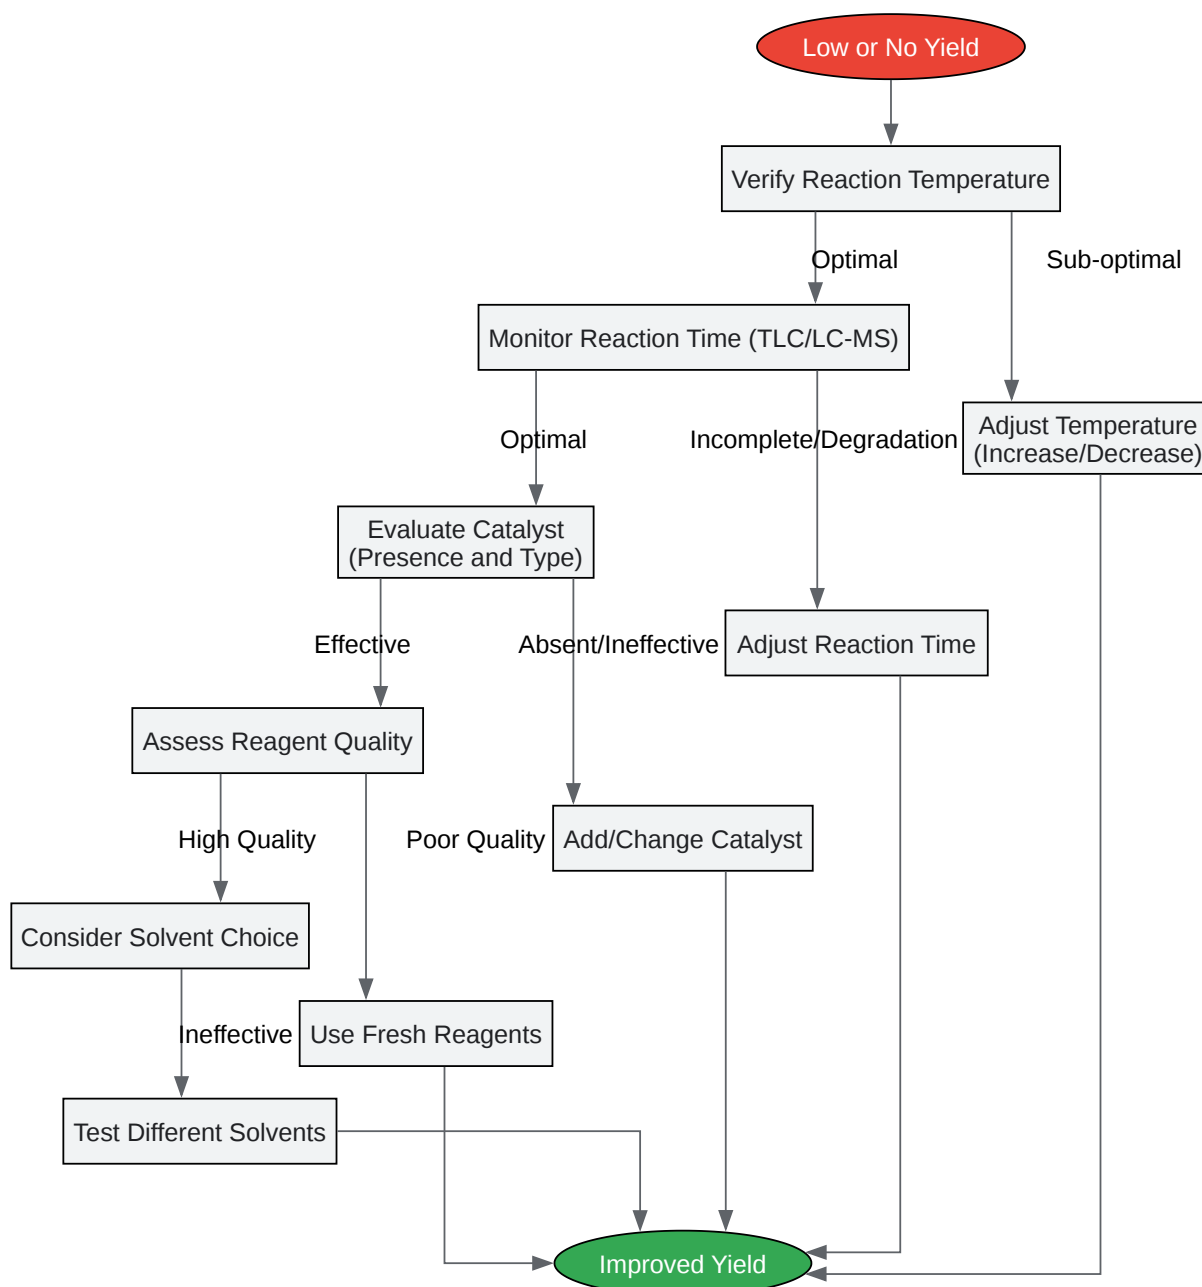 Low or No Yield
Verify Reaction Temperature
Optimal
Sub-optimal
Monitor Reaction Time (TLC/LC-MS)
Adjust Temperature
(Increase/Decrease)
Optimal
Incomplete/Degradation
Evaluate Catalyst
(Presence and Type)
Effective
Absent/Ineffective
Adjust Reaction Time
Assess Reagent Quality
High Quality
Poor Quality
Add/Change Catalyst
Consider Solvent Choice
Ineffective
Use Fresh Reagents
Test Different Solvents
Improved Yield